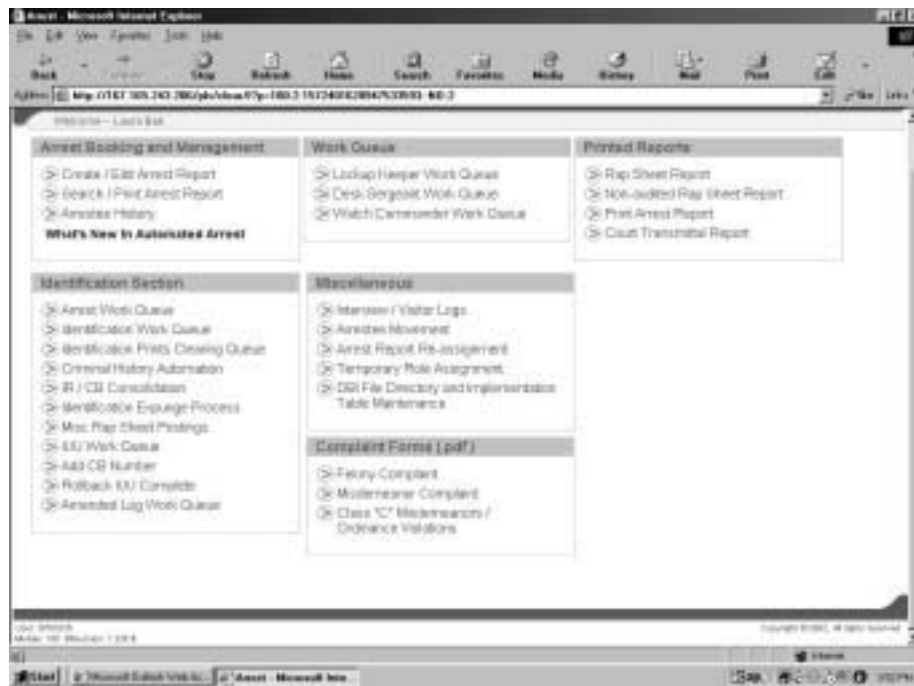 Arrest - Microsoft Internet Explorer
File Edit View Favorites Tools Help
Back Stop Refresh Home Search Favorites Media History Mail Print Edit
Address Links
Welcome -
Arrest Booking and Management
Create / Edit Arrest Report
Search / Print Arrest Report
Arrestee History
What's New In Automated Arrest
Work Queue
Lockup Keeper Work Queue
Desk Sergeant Work Queue
Watch Commander Work Queue
Printed Reports
Rap Sheet Report
Non-audited Rap Sheet Report
Print Arrest Report
Court Transmittal Report
Identification Section
Arrest Work Queue
Identification Work Queue
Identification Prints Clearing Queue
Criminal History Automation
IR / CB Consolidation
Identification Expunge Process
Misc Rap Sheet Postings
Work Queue
Add CB Number
Rollback Complete
Amended Log Work Queue
Miscellaneous
Interview / Visitor Logs
Arrestee Movement
Arrest Report Re-assignment
Temporary Role Assignment
File Directory and Implementation
Table Maintenance
Complaint Forms (.pdf)
Felony Complaint
Misdemeanor Complaint
Class "C" Misdemeanors /
Ordinance Violations
Internet
Start
Arrest - Microsoft Inte...